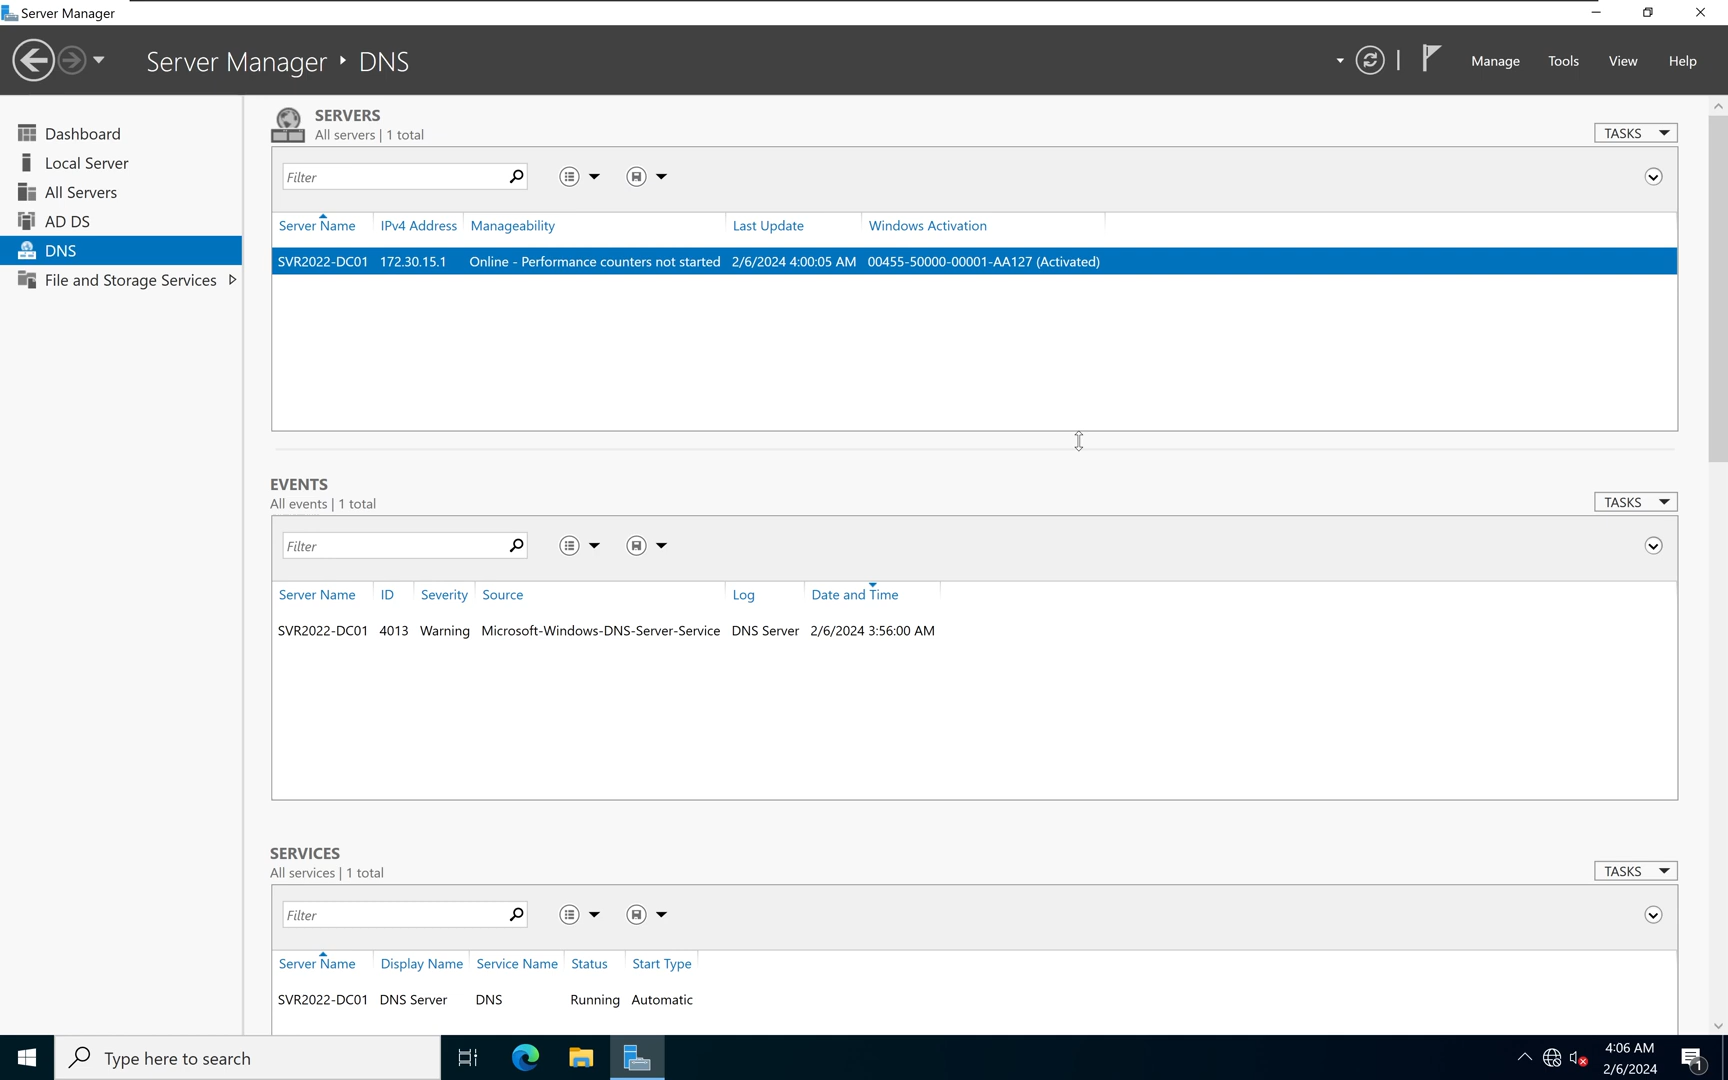 Server Manager
Server Manager ‣ DNS
Manage Tools View Help
Dashboard
Local Server
All Servers
AD DS
DNS
File and Storage Services
SERVERS
All servers | 1 total
TASKS
Filter
Server Name IPv4 Address Manageability Last Update Windows Activation
SVR2022-DC01 172.30.15.1 Online - Performance counters not started 2/6/2024 4:00:05 AM 00455-50000-00001-AA127 (Activated)
EVENTS
All events | 1 total
TASKS
Filter
Server Name ID Severity Source Log Date and Time
SVR2022-DC01 4013 Warning Microsoft-Windows-DNS-Server-Service DNS Server 2/6/2024 3:56:00 AM
SERVICES
All services | 1 total
TASKS
Filter
Server Name Display Name Service Name Status Start Type
SVR2022-DC01 DNS Server DNS Running Automatic
Type here to search
4:06 AM
2/6/2024
1